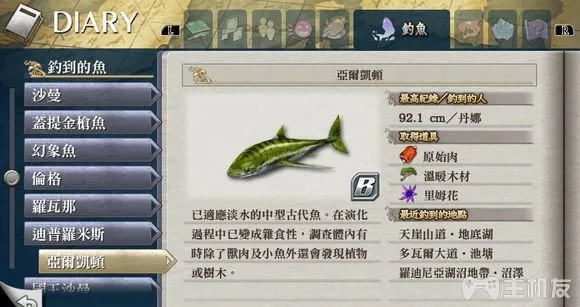 DIARY
L
釣魚
R
釣到的魚
沙曼
蓋提金槍魚
幻象魚
倫格
羅瓦那
迪普羅米斯
亞爾凱頓
國王沙曼
亞爾凱頓
B
已適應淡水的中型古代魚。在演化
過程中已變成雜食性，調查體內有
時除了獸肉及小魚外還會發現植物
或樹木。
最高紀錄／釣到的人
92.1 cm／丹娜
取得道具
原始肉
溫暖木材
里姆花
最近釣到的地點
天崖山道・地底湖
多瓦爾大道・池塘
羅迪尼亞湖沼地帶・沼澤
主机友